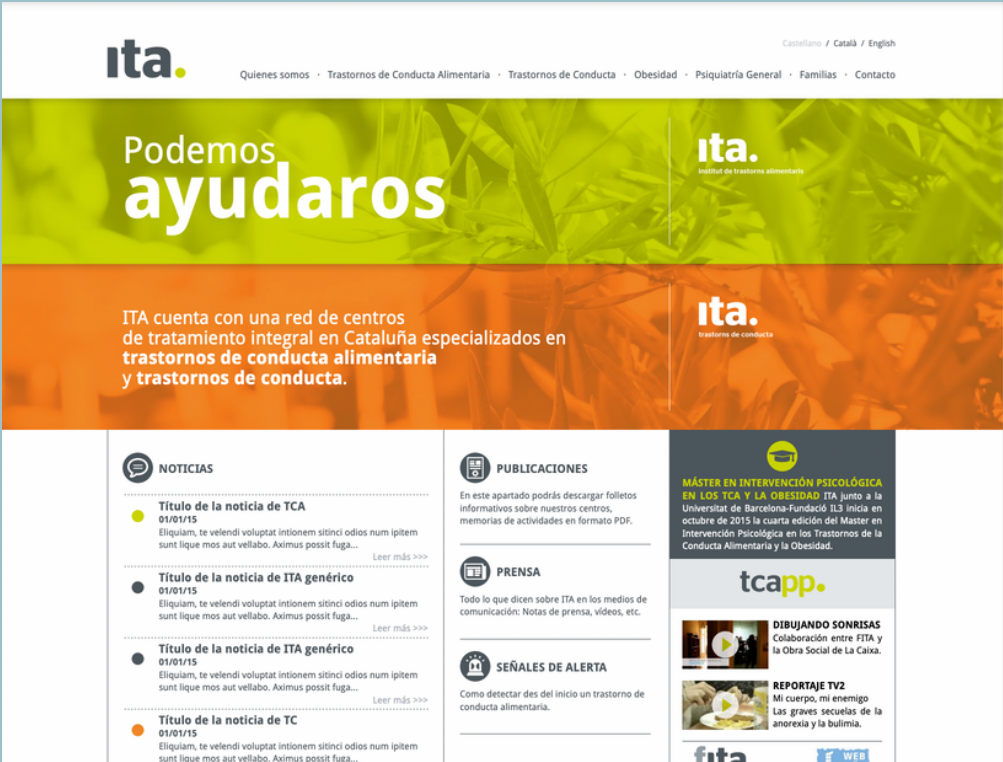 ita.
Castellano / Català / English
Quienes somos · Trastornos de Conducta Alimentaria · Trastornos de Conducta · Obesidad · Psiquiatría General · Familias · Contacto
Podemos
ayudaros
ita.
institut de trastorns alimentaris
ITA cuenta con una red de centros
de tratamiento integral en Cataluña especializados en
trastornos de conducta alimentaria
y trastornos de conducta.
ita.
trastorns de conducta
NOTICIAS
Título de la noticia de TCA
01/01/15
Eliquiam, te velendi voluptat intionem sitinci odios num ipitem
sunt lique mos aut vellabo. Aximus possit fuga...
Leer más >>>
Título de la noticia de ITA genérico
01/01/15
Eliquiam, te velendi voluptat intionem sitinci odios num ipitem
sunt lique mos aut vellabo. Aximus possit fuga...
Leer más >>>
Título de la noticia de ITA genérico
01/01/15
Eliquiam, te velendi voluptat intionem sitinci odios num ipitem
sunt lique mos aut vellabo. Aximus possit fuga...
Leer más >>>
Título de la noticia de TC
01/01/15
Eliquiam, te velendi voluptat intionem sitinci odios num ipitem
sunt lique mos aut vellabo. Aximus possit fuga...
PUBLICACIONES
En este apartado podrás descargar folletos
informativos sobre nuestros centros,
memorias de actividades en formato PDF.
PRENSA
Todo lo que dicen sobre ITA en los medios de
comunicación: Notas de prensa, vídeos, etc.
SEÑALES DE ALERTA
Como detectar des del inicio un trastorno de
conducta alimentaria.
MÁSTER EN INTERVENCIÓN PSICOLÓGICA
EN LOS TCA Y LA OBESIDAD ITA junto a la
Universitat de Barcelona-Fundació IL3 inicia en
octubre de 2015 la cuarta edición del Master en
Intervención Psicológica en los Trastornos de la
Conducta Alimentaria y la Obesidad.
tcapp.
DIBUJANDO SONRISAS
Colaboración entre FITA y
la Obra Social de La Caixa.
REPORTAJE TV2
Mi cuerpo, mi enemigo
Las graves secuelas de la
anorexia y la bulimia.
fita
WEB